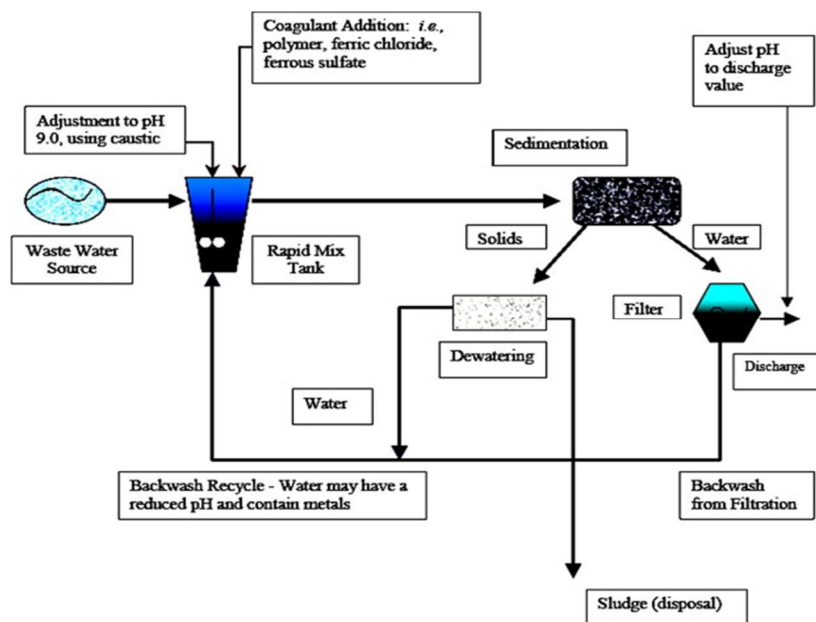 Coagulant Addition: i.e.,
polymer, ferric chloride,
ferrous sulfate
Adjust pH
to discharge
value
Adjustment to pH
9.0, using caustic
Sedimentation
Waste Water
Source
Rapid Mix
Tank
Solids
Water
Filter
Dewatering
Discharge
Water
Backwash Recycle - Water may have a
reduced pH and contain metals
Backwash
from Filtration
Sludge (disposal)